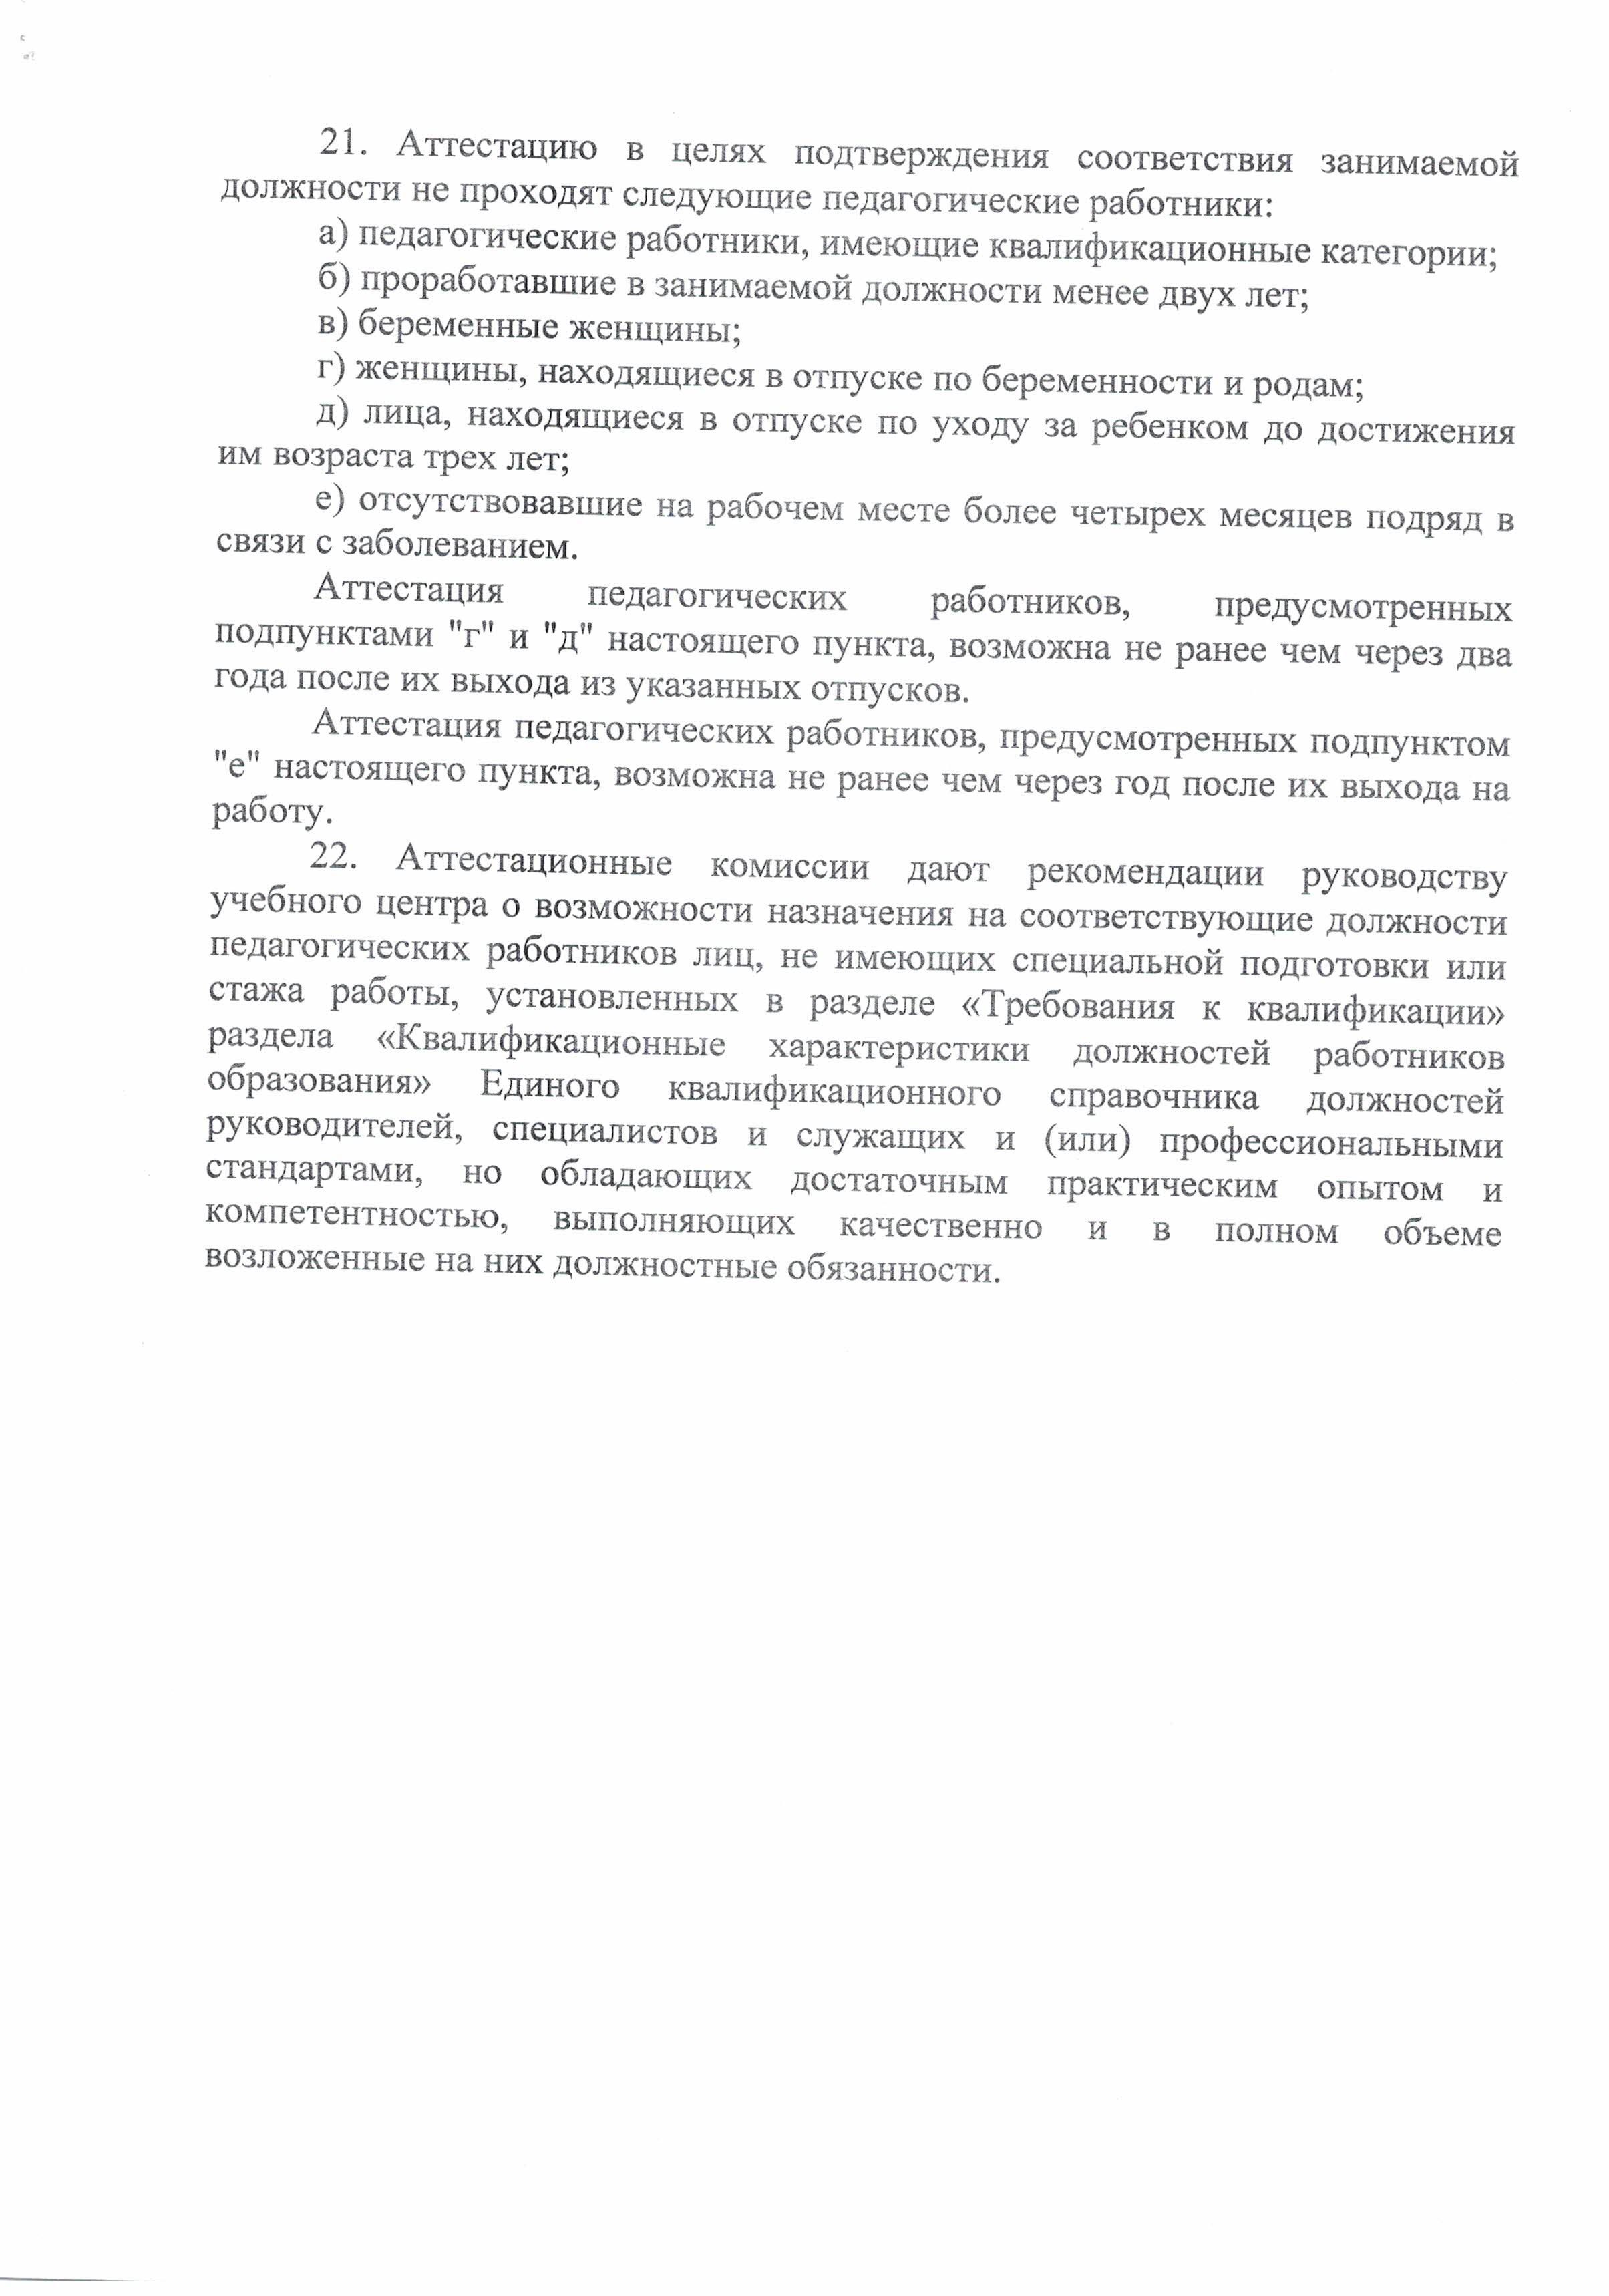 21. Аттестацию в целях подтверждения соответствия занимаемой
должности не проходят следующие педагогические работники:
а) педагогические работники, имеющие квалификационные категории;
б) проработавшие в занимаемой должности менее двух лет;
в) беременные женщины;
г) женщины, находящиеся в отпуске по беременности и родам;
д) лица, находящиеся в отпуске по уходу за ребенком до достижения
им возраста трех лет;
е) отсутствовавшие на рабочем месте более четырех месяцев подряд в
связи с заболеванием.
Аттестация педагогических работников, предусмотренных
подпунктами "г" и "д" настоящего пункта, возможна не ранее чем через два
года после их выхода из указанных отпусков.
Аттестация педагогических работников, предусмотренных подпунктом
"е" настоящего пункта, возможна не ранее чем через год после их выхода на
работу.
22. Аттестационные комиссии дают рекомендации руководству
учебного центра о возможности назначения на соответствующие должности
педагогических работников лиц, не имеющих специальной подготовки или
стажа работы, установленных в разделе «Требования к квалификации»
раздела «Квалификационные характеристики должностей работников
образования» Единого квалификационного справочника должностей
руководителей, специалистов и служащих и (или) профессиональными
стандартами, но обладающих достаточным практическим опытом и
компетентностью, выполняющих качественно и в полном объеме
возложенные на них должностные обязанности.